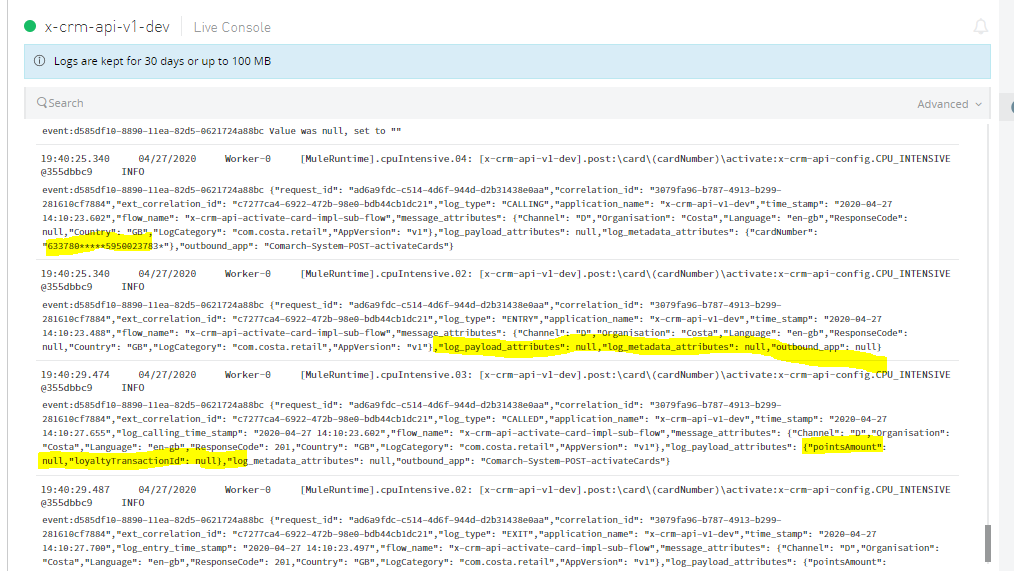 x-crm-api-v1-dev Live Console
Logs are kept for 30 days or up to 100 MB
Search Advanced
event:d585df10-8890-11ea-82d5-0621724a88bc Value was null, set to ""
19:40:25.340 04/27/2020 Worker-0 [MuleRuntime].cpuIntensive.04: [x-crm-api-v1-dev].post:\card\(cardNumber)\activate:x-crm-api-config.CPU_INTENSIVE
@355dbbc9 INFO
event:d585df10-8890-11ea-82d5-0621724a88bc {"request_id": "ad6a9fdc-c514-4d6f-944d-d2b31438e0aa","correlation_id": "3079fa96-b787-4913-b299-
281610cf7884","ext_correlation_id": "c7277ca4-6922-472b-98e0-bdb44cb1dc21","log_type": "CALLING","application_name": "x-crm-api-v1-dev","time_stamp": "2020-04-27
14:10:23.602","flow_name": "x-crm-api-activate-card-impl-sub-flow","message_attributes": {"Channel": "D","Organisation": "Costa","Language": "en-gb","ResponseCode":
null,"Country": "GB","LogCategory": "com.costa.retail","AppVersion": "v1"},"log_payload_attributes": null,"log_metadata_attributes": {"cardNumber":
"633780*****5950023783*"},"outbound_app": "Comarch-System-POST-activateCards"}
19:40:25.340 04/27/2020 Worker-0 [MuleRuntime].cpuIntensive.02: [x-crm-api-v1-dev].post:\card\(cardNumber)\activate:x-crm-api-config.CPU_INTENSIVE
@355dbbc9 INFO
event:d585df10-8890-11ea-82d5-0621724a88bc {"request_id": "ad6a9fdc-c514-4d6f-944d-d2b31438e0aa","correlation_id": "3079fa96-b787-4913-b299-
281610cf7884","ext_correlation_id": "c7277ca4-6922-472b-98e0-bdb44cb1dc21","log_type": "ENTRY","application_name": "x-crm-api-v1-dev","time_stamp": "2020-04-27
14:10:23.488","flow_name": "x-crm-api-activate-card-impl-sub-flow","message_attributes": {"Channel": "D","Organisation": "Costa","Language": "en-gb","ResponseCode":
null,"Country": "GB","LogCategory": "com.costa.retail","AppVersion": "v1"},"log_payload_attributes": null,"log_metadata_attributes": null,"outbound_app": null}
19:40:29.474 04/27/2020 Worker-0 [MuleRuntime].cpuIntensive.03: [x-crm-api-v1-dev].post:\card\(cardNumber)\activate:x-crm-api-config.CPU_INTENSIVE
@355dbbc9 INFO
event:d585df10-8890-11ea-82d5-0621724a88bc {"request_id": "ad6a9fdc-c514-4d6f-944d-d2b31438e0aa","correlation_id": "3079fa96-b787-4913-b299-
281610cf7884","ext_correlation_id": "c7277ca4-6922-472b-98e0-bdb44cb1dc21","log_type": "CALLED","application_name": "x-crm-api-v1-dev","time_stamp": "2020-04-27
14:10:27.655","log_calling_time_stamp": "2020-04-27 14:10:23.602","flow_name": "x-crm-api-activate-card-impl-sub-flow","message_attributes": {"Channel": "D","Organisation":
"Costa","Language": "en-gb","ResponseCode": 201,"Country": "GB","LogCategory": "com.costa.retail","AppVersion": "v1"},"log_payload_attributes": {"pointsAmount":
null,"loyaltyTransactionId": null},"log_metadata_attributes": null,"outbound_app": "Comarch-System-POST-activateCards"}
19:40:29.487 04/27/2020 Worker-0 [MuleRuntime].cpuIntensive.02: [x-crm-api-v1-dev].post:\card\(cardNumber)\activate:x-crm-api-config.CPU_INTENSIVE
@355dbbc9 INFO
event:d585df10-8890-11ea-82d5-0621724a88bc {"request_id": "ad6a9fdc-c514-4d6f-944d-d2b31438e0aa","correlation_id": "3079fa96-b787-4913-b299-
281610cf7884","ext_correlation_id": "c7277ca4-6922-472b-98e0-bdb44cb1dc21","log_type": "EXIT","application_name": "x-crm-api-v1-dev","time_stamp": "2020-04-27
14:10:27.700","log_entry_time_stamp": "2020-04-27 14:10:23.497","flow_name": "x-crm-api-activate-card-impl-sub-flow","message_attributes": {"Channel": "D","Organisation":
"Costa","Language": "en-gb","ResponseCode": 201,"Country": "GB","LogCategory": "com.costa.retail","AppVersion": "v1"},"log_payload_attributes": {"pointsAmount":